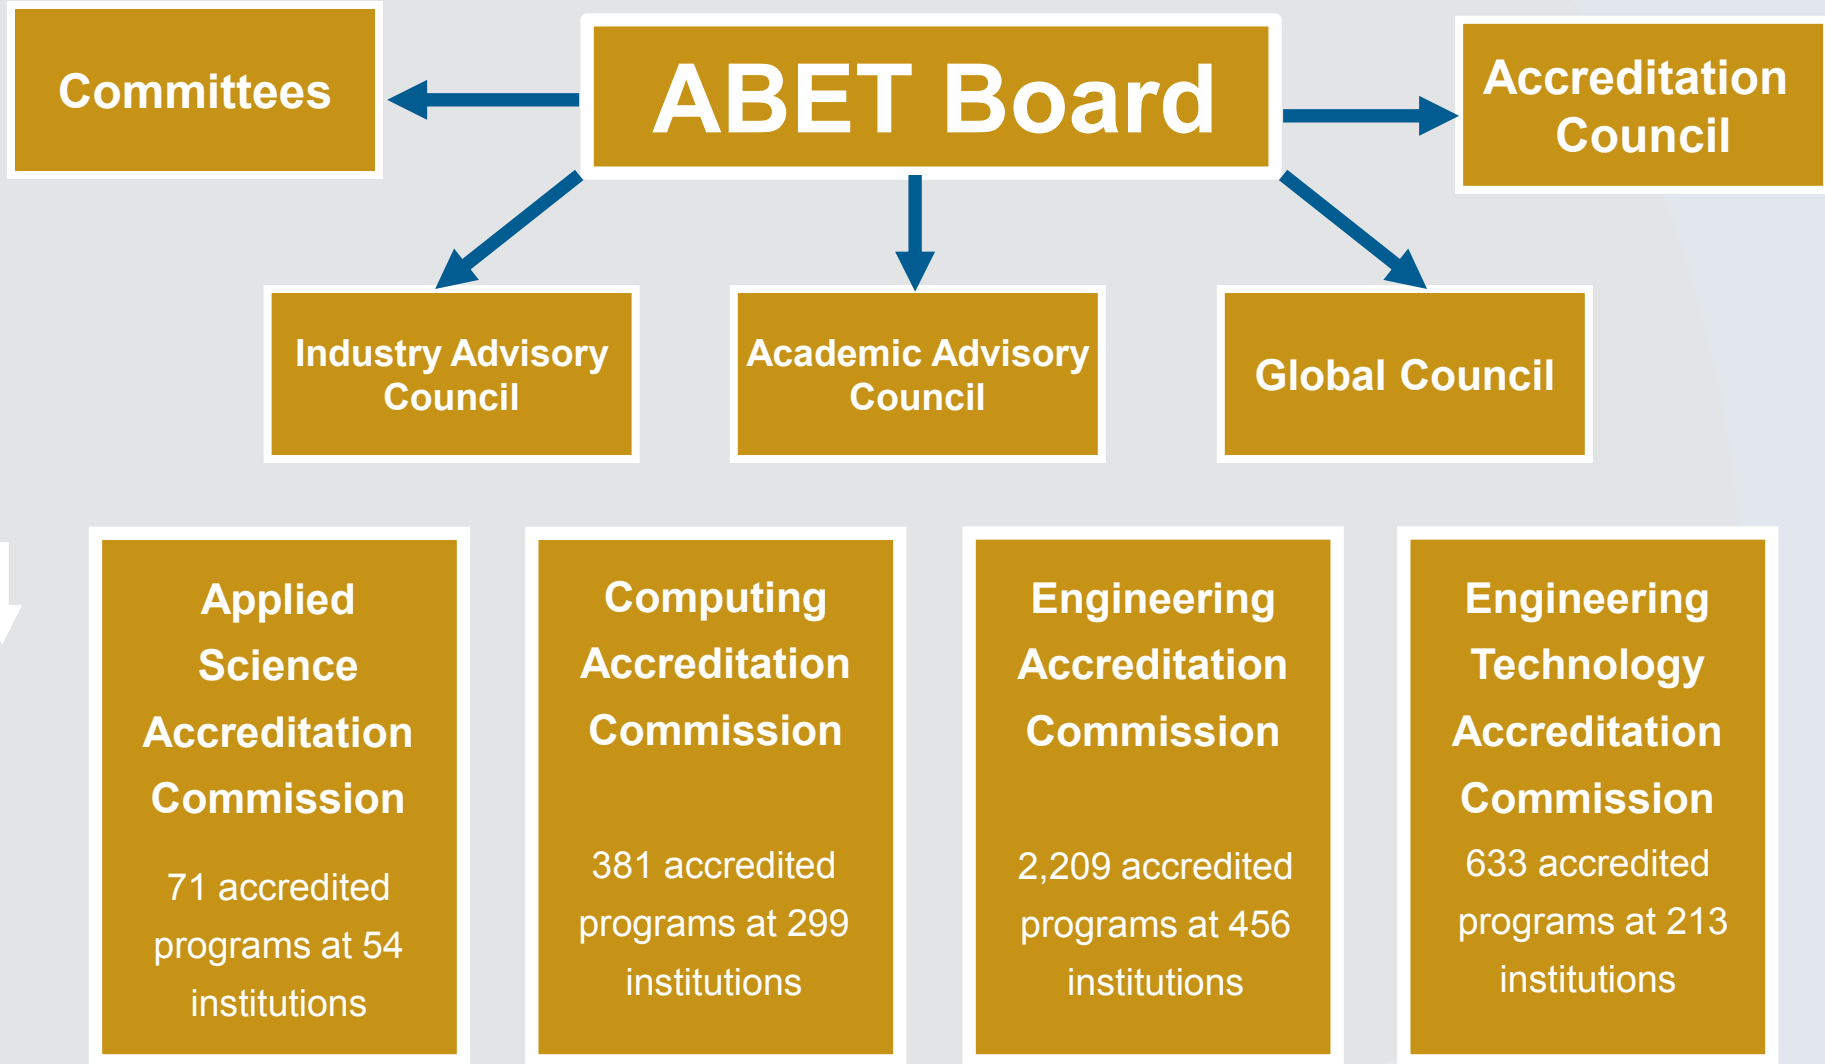 Committees
ABET Board
Accreditation
Council
Industry Advisory
Council
Academic Advisory
Council
Global Council
Applied
Science
Accreditation
Commission
71 accredited
programs at 54
institutions
Computing
Accreditation
Commission
381 accredited
programs at 299
institutions
Engineering
Accreditation
Commission
2,209 accredited
programs at 456
institutions
Engineering
Technology
Accreditation
Commission
633 accredited
programs at 213
institutions